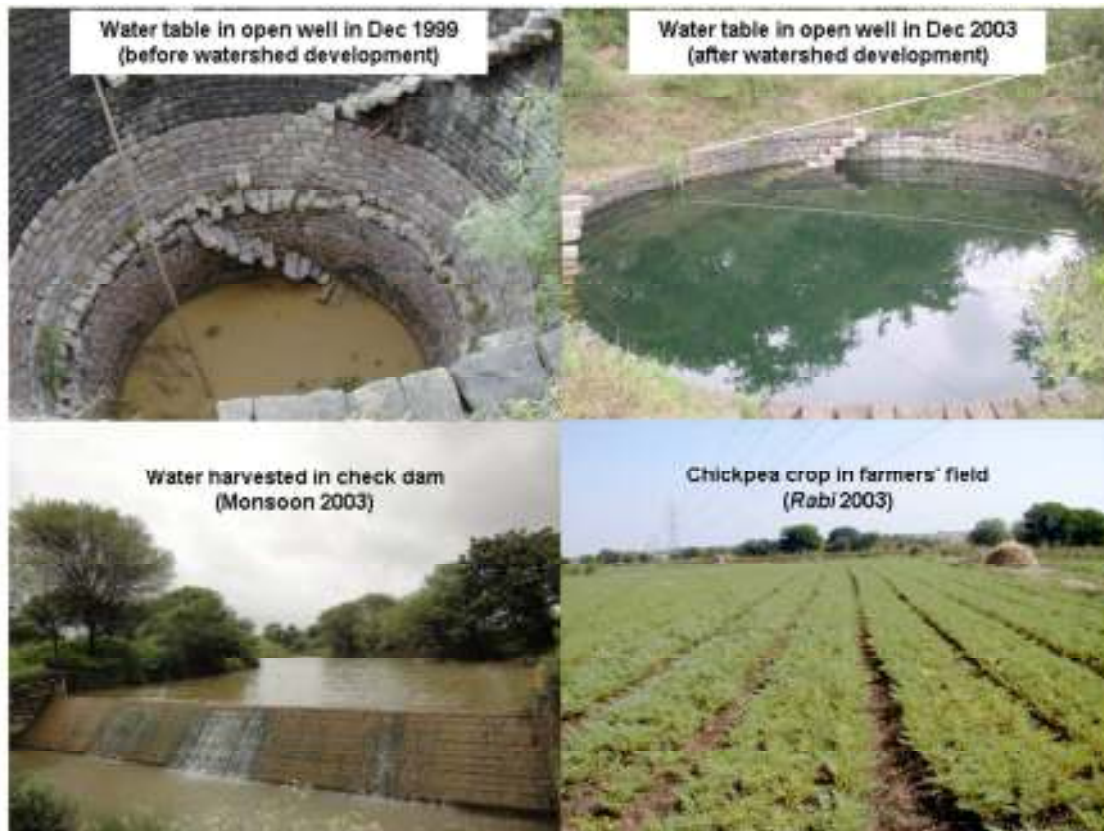 Water table in open well in Dec 1999
(before watershed development)
Water table in open well in Dec 2003
(after watershed development)
Water harvested in check dam
(Monsoon 2003)
Chickpea crop in farmers' field
(Rabi 2003)